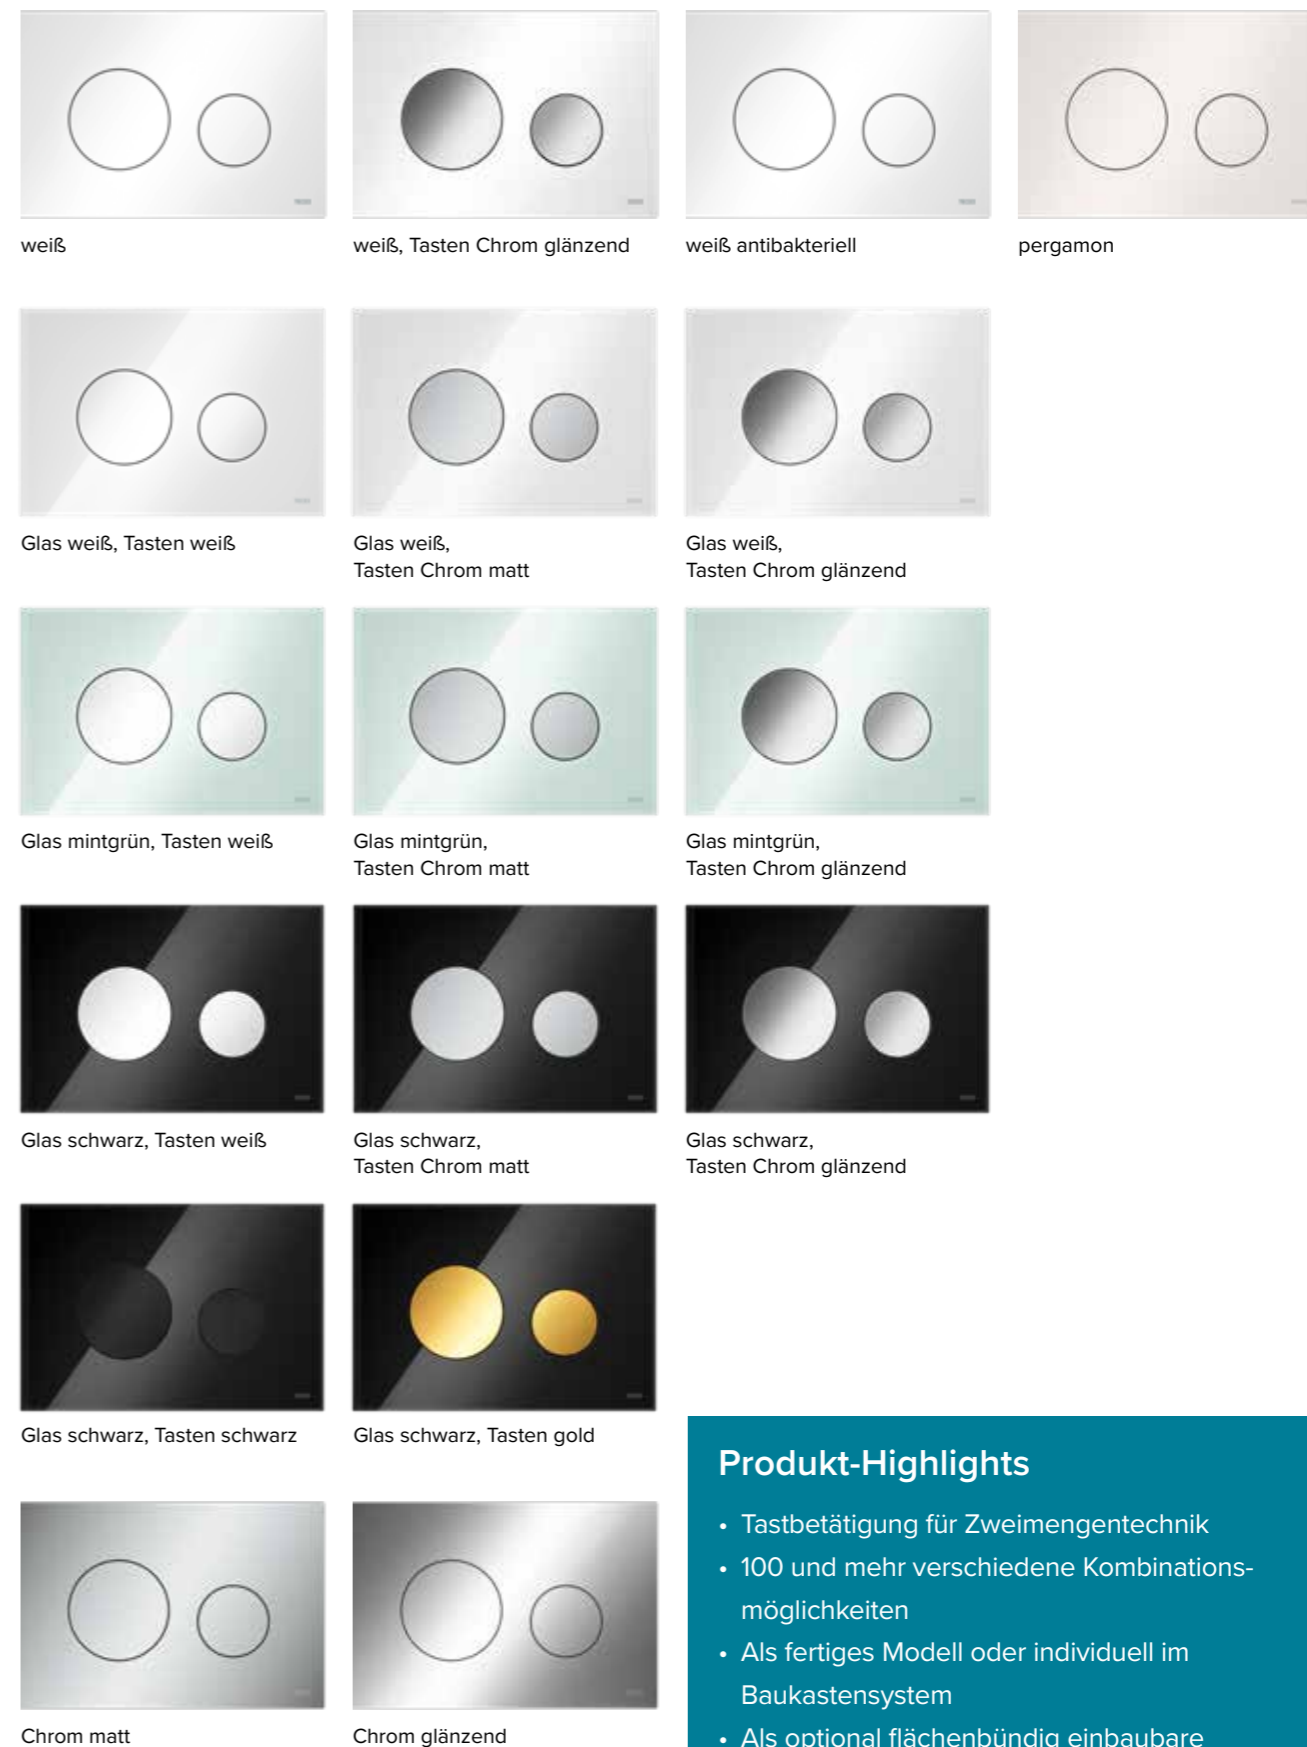 weiß
weiß, Tasten Chrom glänzend
weiß antibakteriell
pergamon
Glas weiß, Tasten weiß
Glas weiß,
Tasten Chrom matt
Glas weiß,
Tasten Chrom glänzend
Glas mintgrün, Tasten weiß
Glas mintgrün,
Tasten Chrom matt
Glas mintgrün,
Tasten Chrom glänzend
Glas schwarz, Tasten weiß
Glas schwarz,
Tasten Chrom matt
Glas schwarz,
Tasten Chrom glänzend
Glas schwarz, Tasten schwarz
Glas schwarz, Tasten gold
Chrom matt
Chrom glänzend
Produkt-Highlights
• Tastbetätigung für Zweimengentechnik
• 100 und mehr verschiedene Kombinations-
möglichkeiten
• Als fertiges Modell oder individuell im
Baukastensystem
• Als optional flächenbündig einbaubare